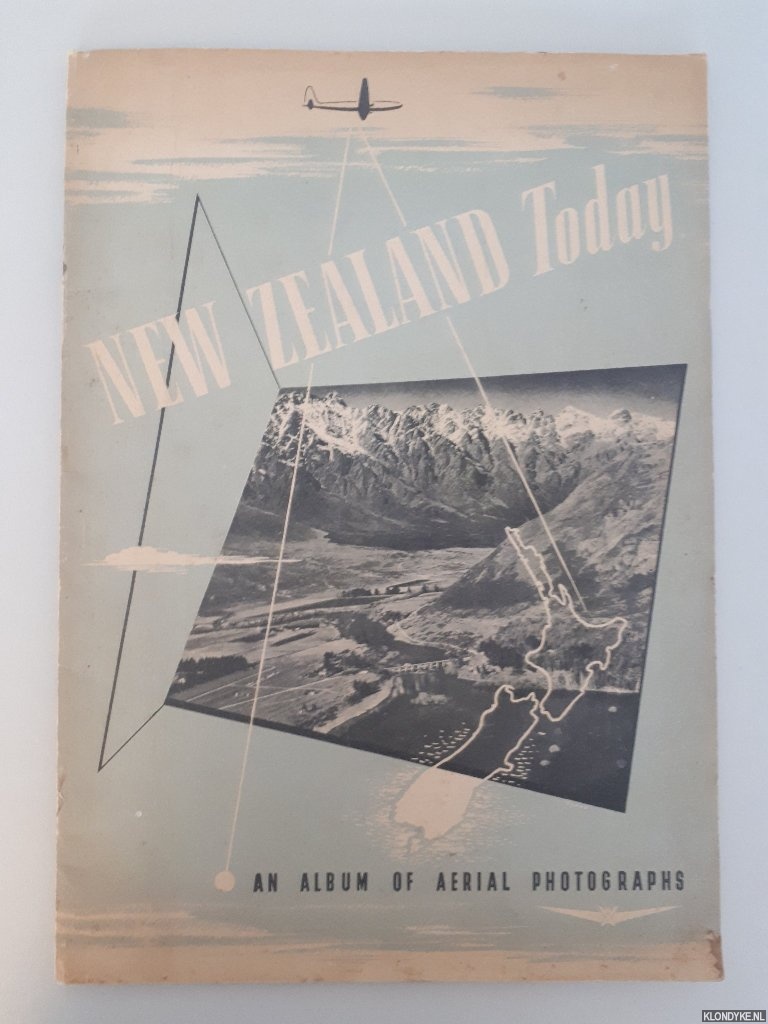 NEW ZEALAND Today
AN ALBUM OF AERIAL PHOTOGRAPHS
KLONDYKE.NL